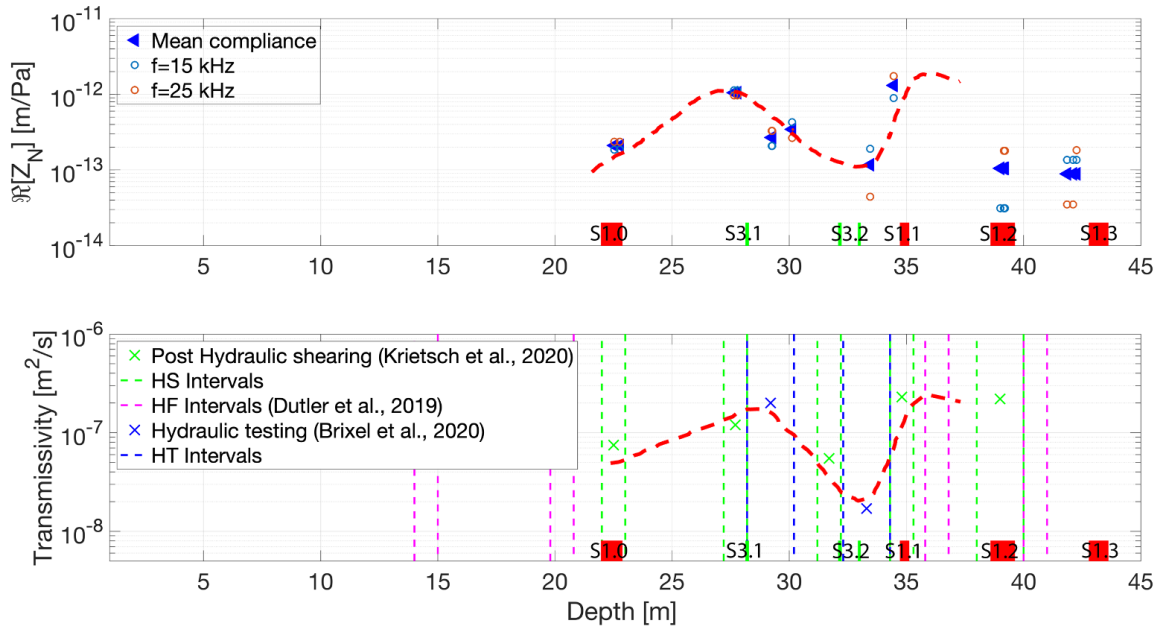 10^-11
10^-12
10^-13
10^-14
ℜ[Z_N] [m/Pa]
Mean compliance
f=15 kHz
f=25 kHz
S1.0 S3.1 S3.2 S1.1 S1.2 S1.3
5 10 15 20 25 30 35 40 45
10^-6
10^-7
10^-8
Transmissivity [m^2/s]
Post Hydraulic shearing (Krietsch et al., 2020)
HS Intervals
HF Intervals (Dutler et al., 2019)
Hydraulic testing (Brixel et al., 2020)
HT Intervals
S1.0 S3.1 S3.2 S1.1 S1.2 S1.3
5 10 15 20 25 30 35 40 45
Depth [m]